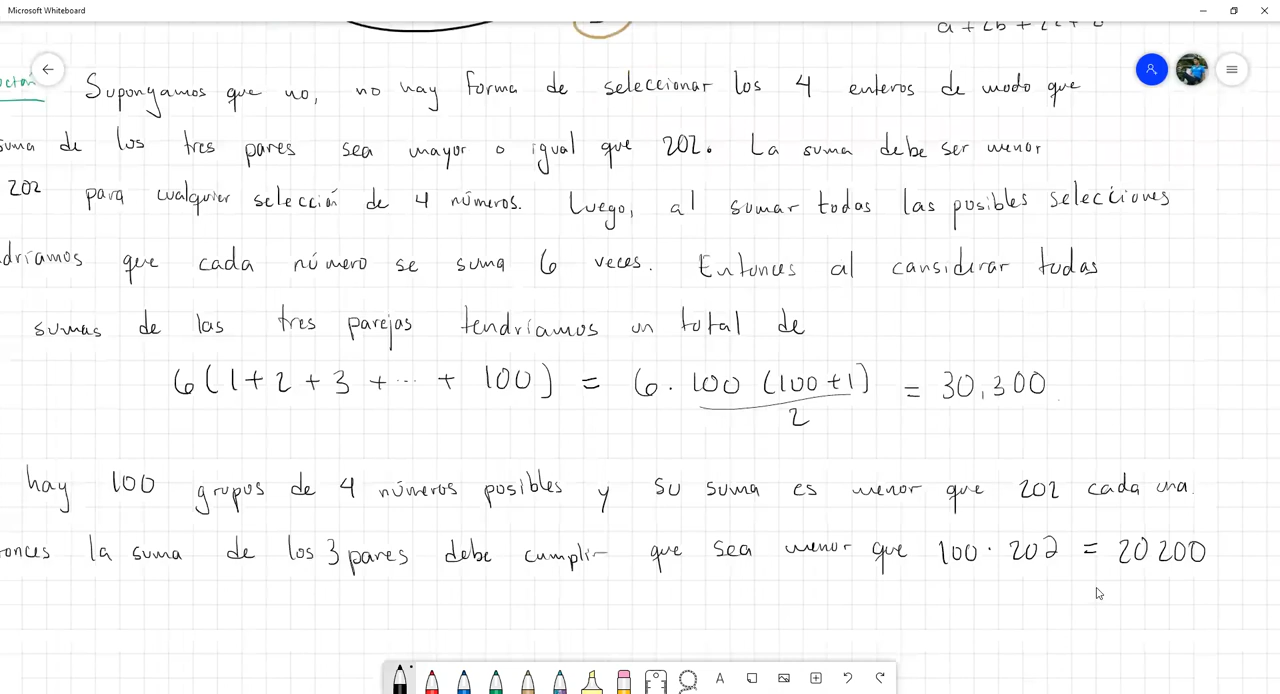 Microsoft Whiteboard
a + 2b + 2c +
Supongamos que no, no hay forma de seleccionar los 4 enteros de modo que
suma de los tres pares sea mayor o igual que 202. La suma debe ser menor
202 para cualquier selección de 4 números. Luego, al sumar todas las posibles selecciones
dríamos que cada número se suma 6 veces. Entonces al considerar todas
sumas de las tres parejas tendríamos un total de
6(1+2+3+...+100) = 6 · 100 (100+1) / 2 = 30,300
hay 100 grupos de 4 números posibles y su suma es menor que 202 cada una.
onces la suma de los 3 pares debe cumplir que sea menor que 100 · 202 = 20200
A